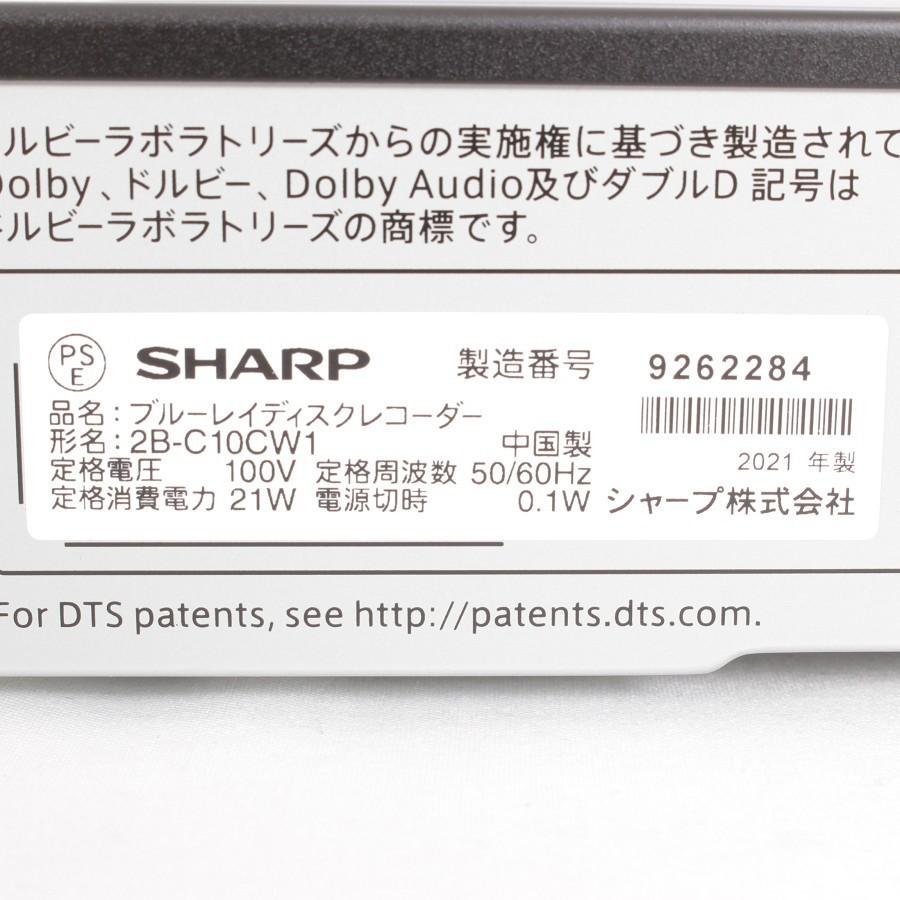 ルビーラボラトリーズからの実施権に基づき製造されて
Dolby、ドルビー、Dolby Audio及びダブルD 記号は
ドルビーラボラトリーズの商標です。
PS
E
SHARP 製造番号 9262284
品名：ブルーレイディスクレコーダー
形名：2B-C10CW1 中国製
2021 年製
定格電圧 100V 定格周波数 50/60Hz
定格消費電力 21W 電源切時 0.1W シャープ株式会社
For DTS patents, see http://patents.dts.com.